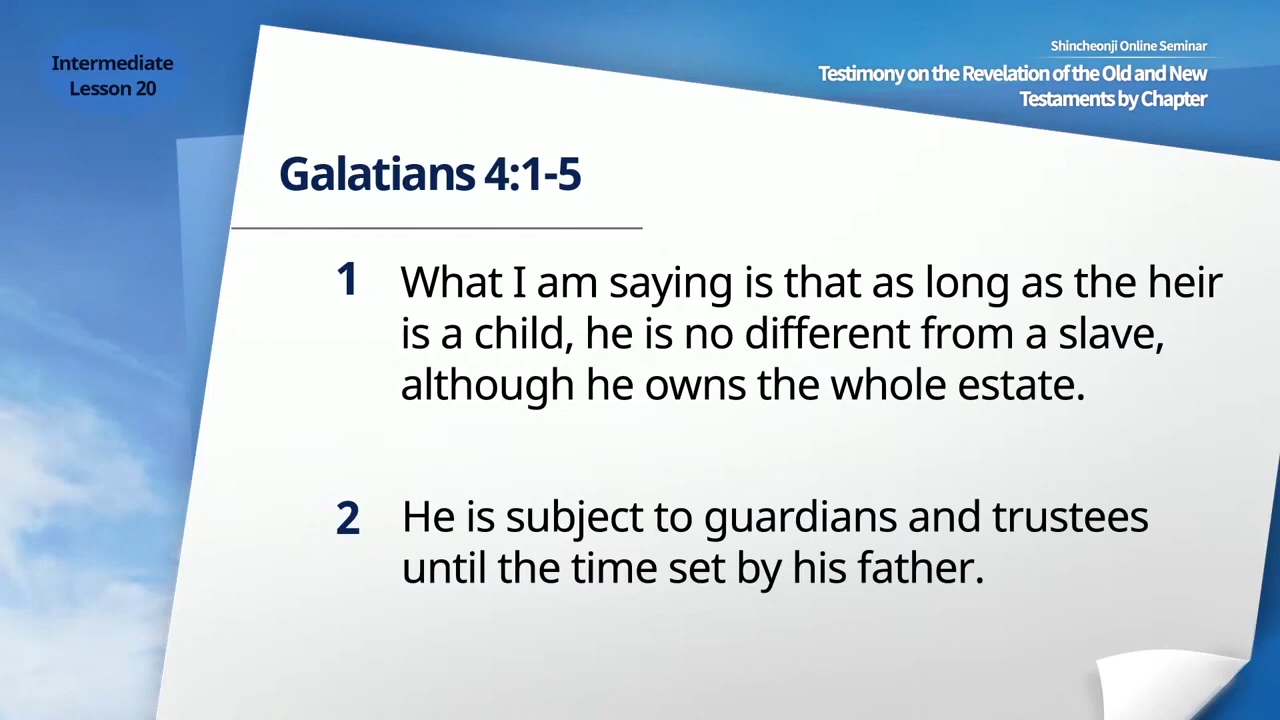 Intermediate
Lesson 20
Shincheonji Online Seminar
Testimony on the Revelation of the Old and New
Testaments by Chapter
Galatians 4:1-5
1 What I am saying is that as long as the heir
is a child, he is no different from a slave,
although he owns the whole estate.
2 He is subject to guardians and trustees
until the time set by his father.